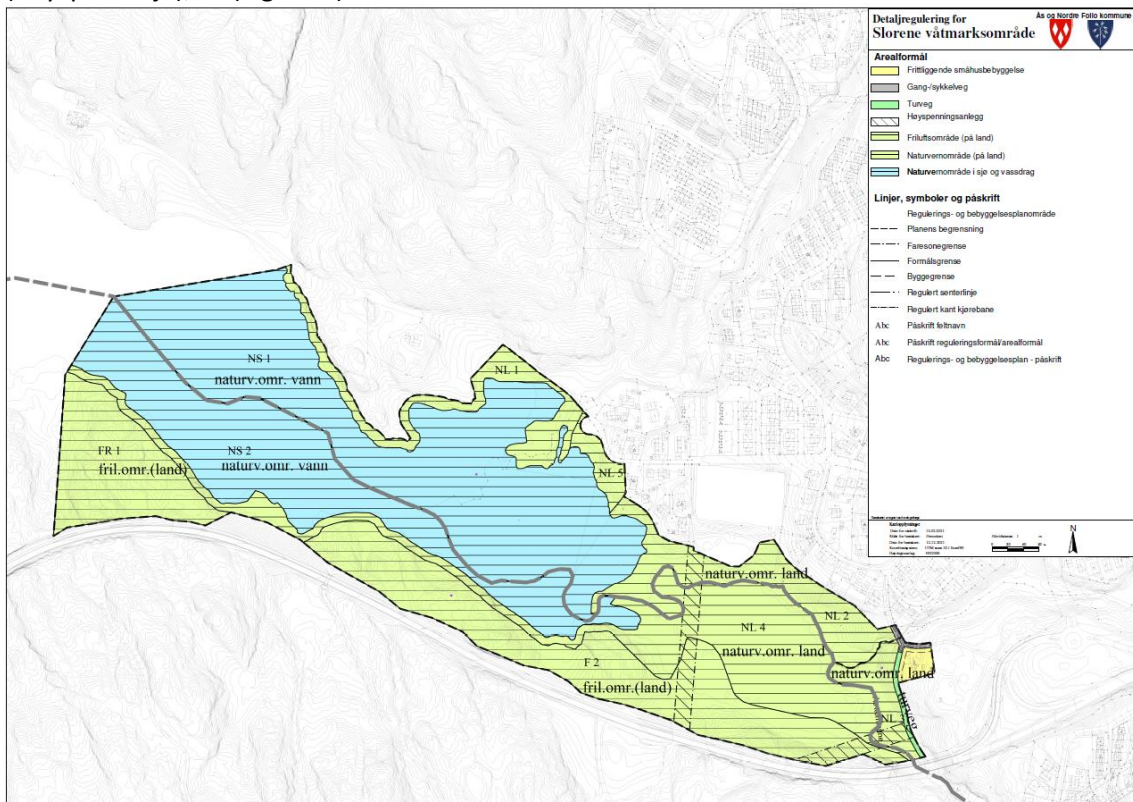 Detaljregulering for
Slorene våtmarksområde
Ås og Nordre Follo kommune
Arealformål
Frittliggende småhusbebyggelse
Gang-/sykkelveg
Turveg
Høyspenningsanlegg
Friluftsområde (på land)
Naturvernområde (på land)
Naturvernområde i sjø og vassdrag
Linjer, symboler og påskrift
Regulerings- og bebyggelsesplanområde
Planens begrensning
Faresonegrense
Formålsgrense
Byggegrense
Regulert senterlinje
Regulert kant kjørebane
Abc Påskrift feltnavn
Abc Påskrift reguleringsformål/arealformål
Abc Regulerings- og bebyggelsesplan - påskrift
N
NS 1
naturv.omr. vann
NL 1
FR 1
fril.omr.(land)
NS 2
naturv.omr. vann
NL 5
naturv.omr. land
NL 2
NL 4
naturv.omr. land
F 2
fril.omr.(land)
naturv.omr. land
turveg